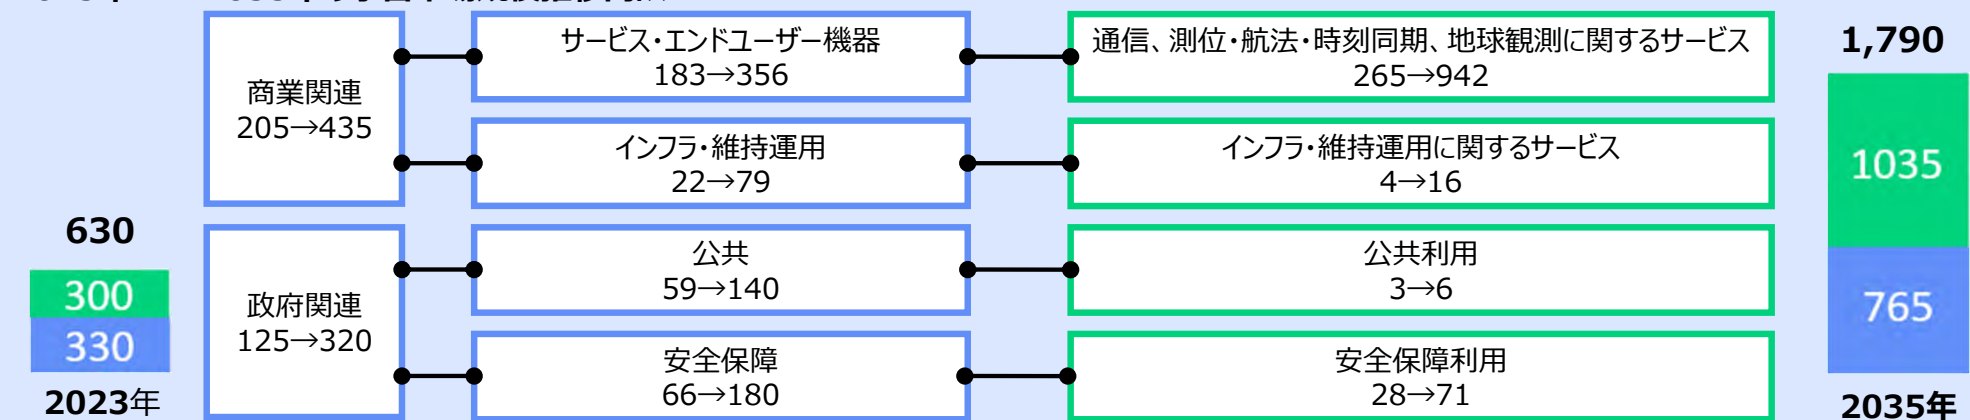 630
300
330
2023年
商業関連
205→435
政府関連
125→320
サービス・エンドユーザー機器
183→356
インフラ・維持運用
22→79
公共
59→140
安全保障
66→180
通信、測位・航法・時刻同期、地球観測に関するサービス
265→942
インフラ・維持運用に関するサービス
4→16
公共利用
3→6
安全保障利用
28→71
1,790
1035
765
2035年